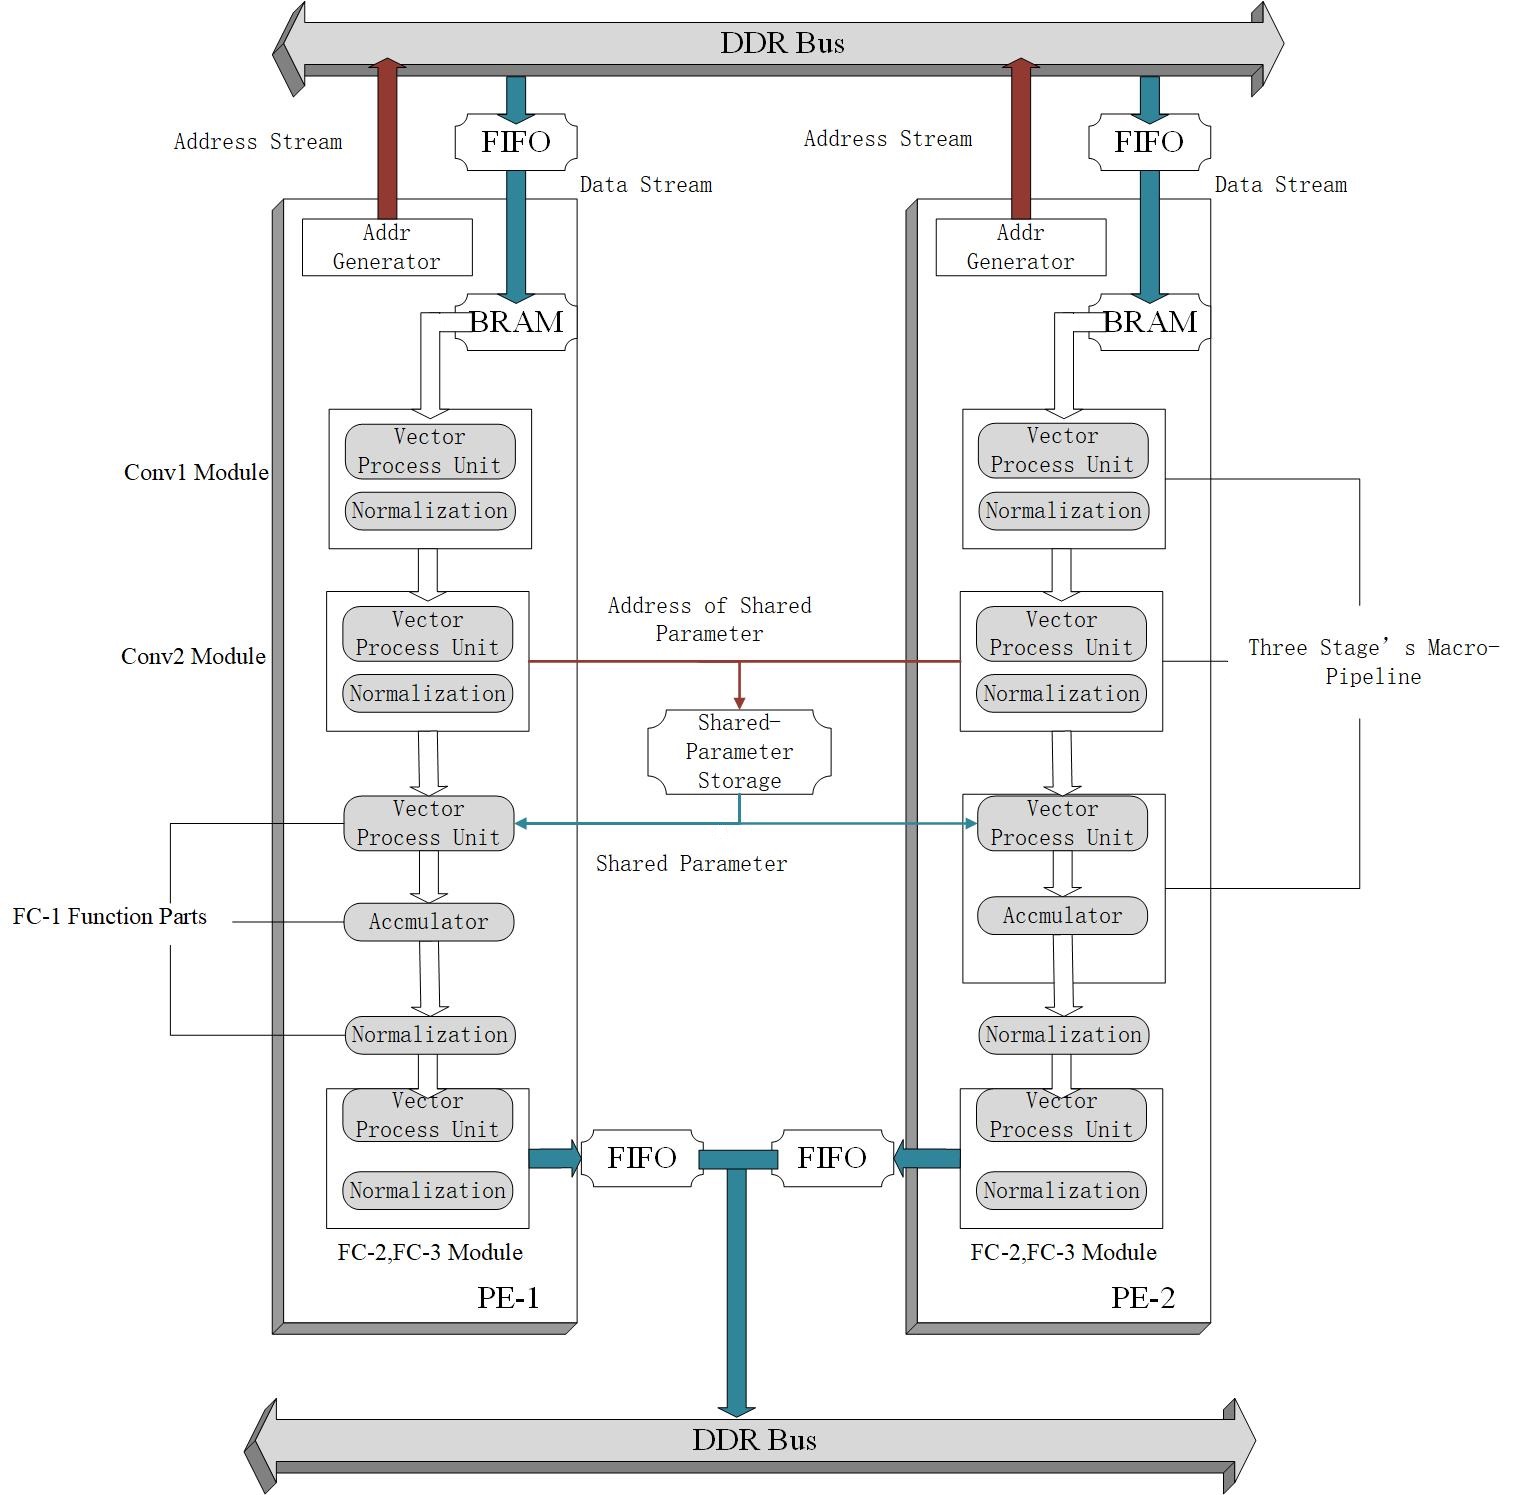 DDR Bus
Address Stream
FIFO
Data Stream
Address Stream
FIFO
Data Stream
Addr
Generator
BRAM
Addr
Generator
BRAM
Conv1 Module
Vector
Process Unit
Normalization
Vector
Process Unit
Normalization
Conv2 Module
Vector
Process Unit
Normalization
Address of Shared
Parameter
Vector
Process Unit
Normalization
Three Stage’s Macro-
Pipeline
Shared-
Parameter
Storage
Vector
Process Unit
Shared Parameter
Vector
Process Unit
FC-1 Function Parts
Accmulator
Accmulator
Normalization
Normalization
Vector
Process Unit
Normalization
FIFO
FIFO
Vector
Process Unit
Normalization
FC-2,FC-3 Module
FC-2,FC-3 Module
PE-1
PE-2
DDR Bus